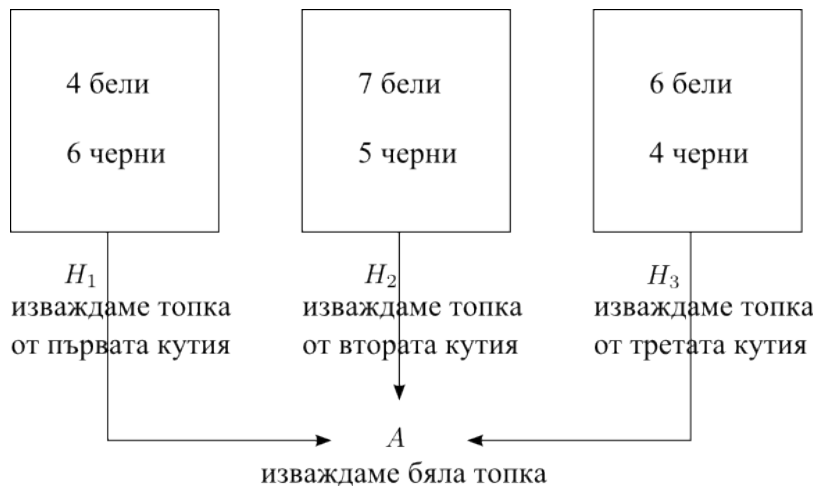 4 бели
6 черни
7 бели
5 черни
6 бели
4 черни
H₁
изваждаме топка
от първата кутия
H₂
изваждаме топка
от втората кутия
H₃
изваждаме топка
от третата кутия
A
изваждаме бяла топка